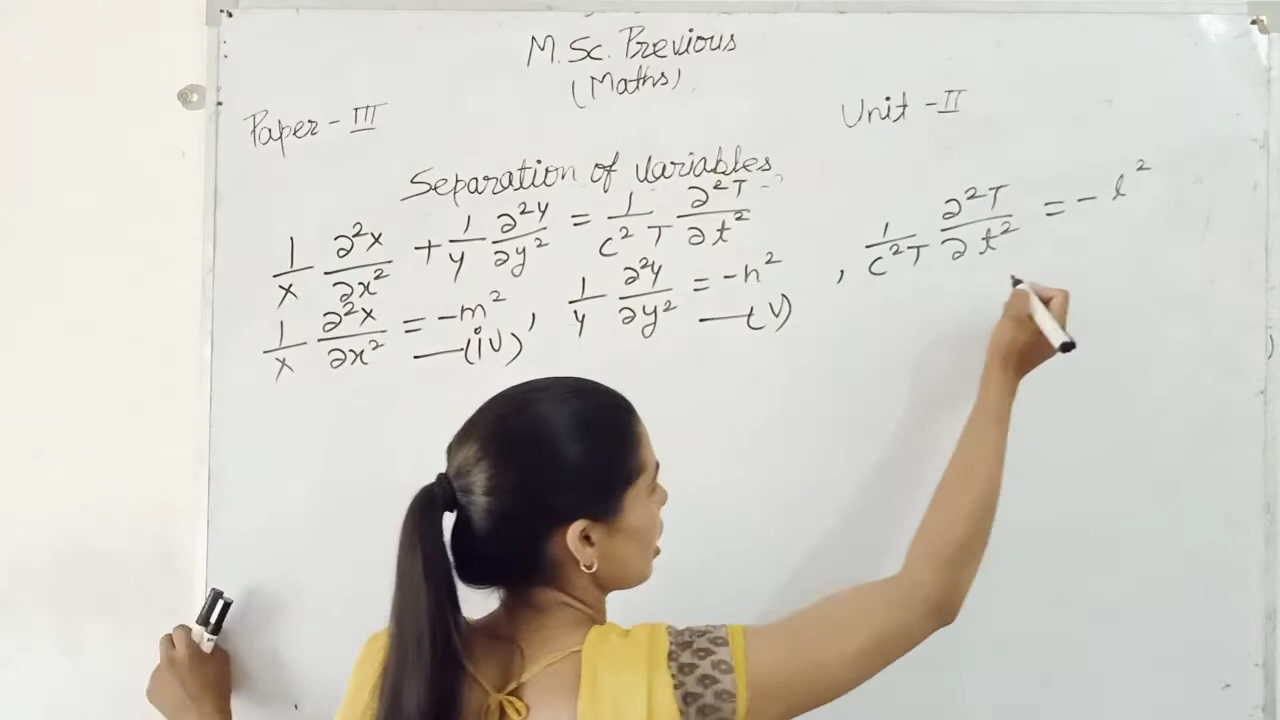 M.Sc. Previous
(Maths)
Paper - III
Unit - II
Separation of variables
1/X ∂²X/∂x² + 1/Y ∂²Y/∂y² = 1/c²T ∂²T/∂t²
1/X ∂²X/∂x² = -m² —(iv), 1/Y ∂²Y/∂y² = -n² —(v), 1/c²T ∂²T/∂t² = -l²